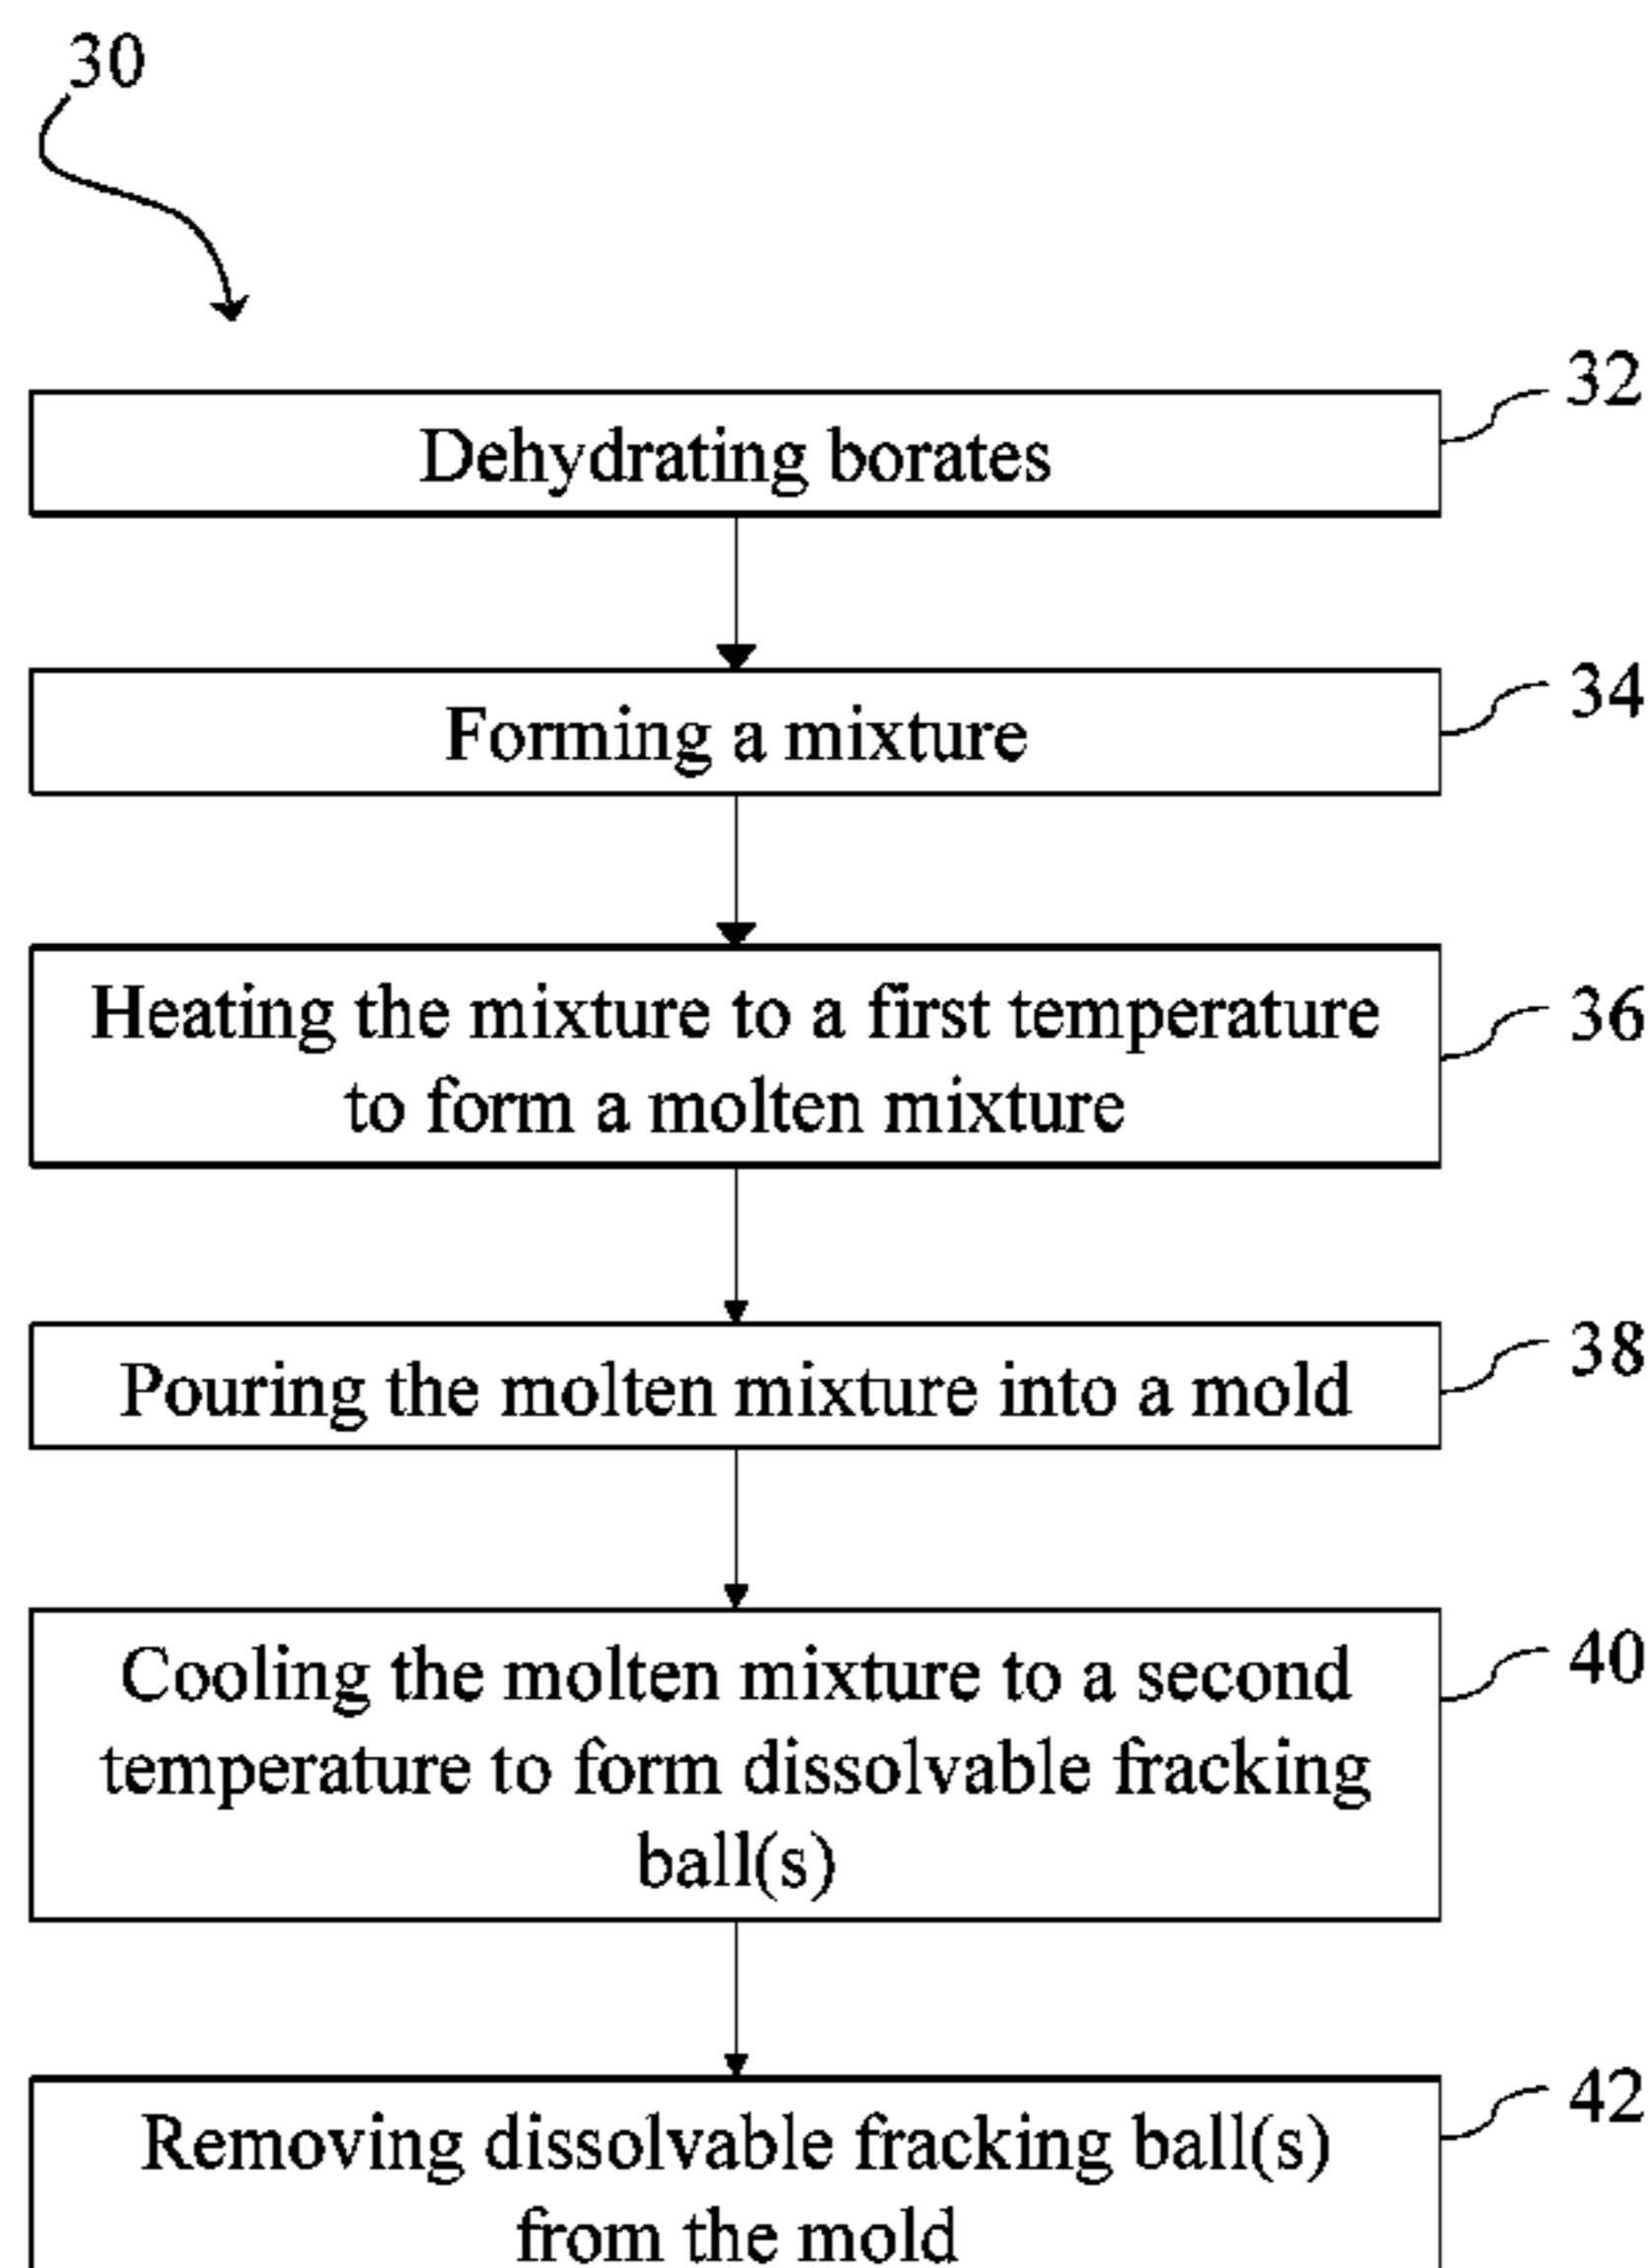 30
32
Dehydrating borates
34
Forming a mixture
36
Heating the mixture to a first temperature
to form a molten mixture
38
Pouring the molten mixture into a mold
40
Cooling the molten mixture to a second
temperature to form dissolvable fracking
ball(s)
42
Removing dissolvable fracking ball(s)
from the mold